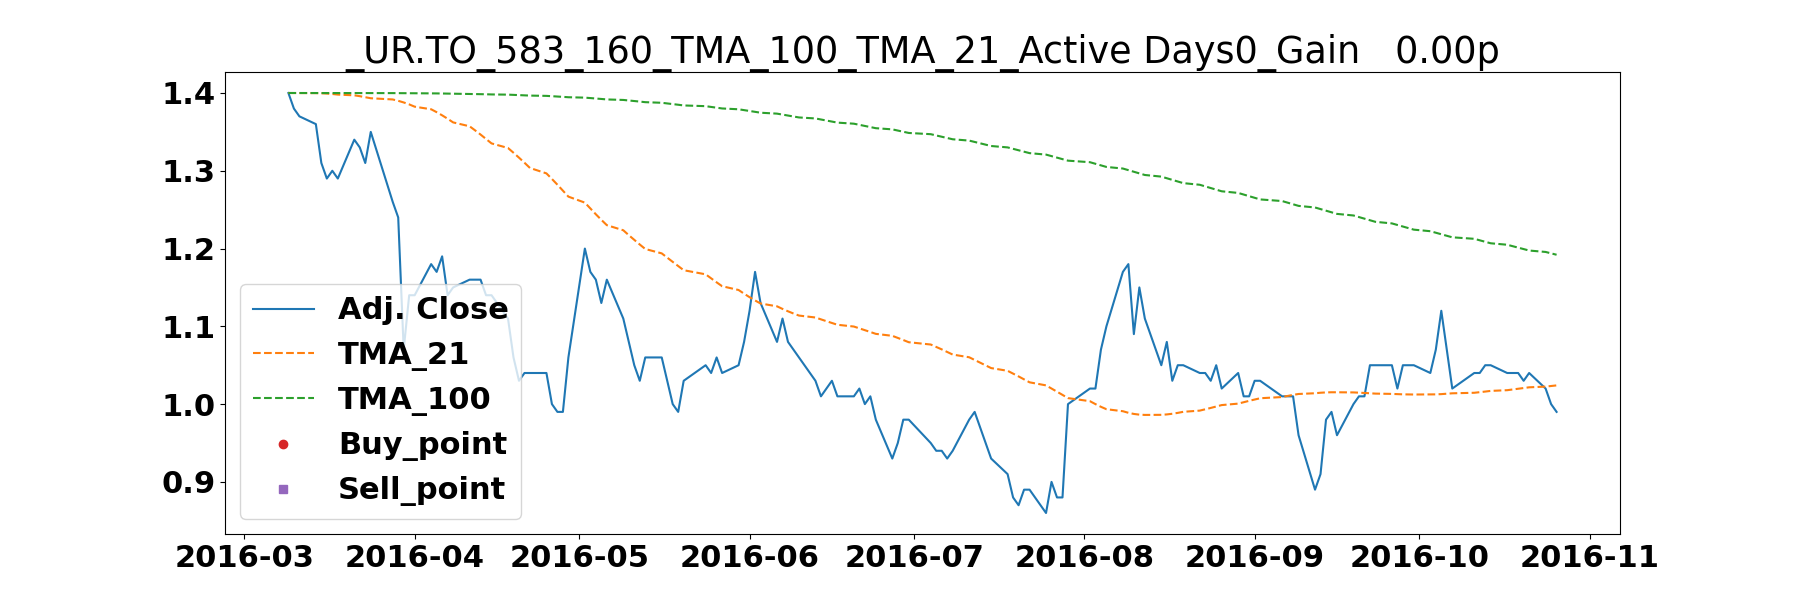 _UR.TO_583_160_TMA_100_TMA_21_Active Days0_Gain   0.00p
1.4
1.3
1.2
1.1
1.0
0.9
Adj. Close
TMA_21
TMA_100
Buy_point
Sell_point
2016-03 2016-04 2016-05 2016-06 2016-07 2016-08 2016-09 2016-10 2016-11